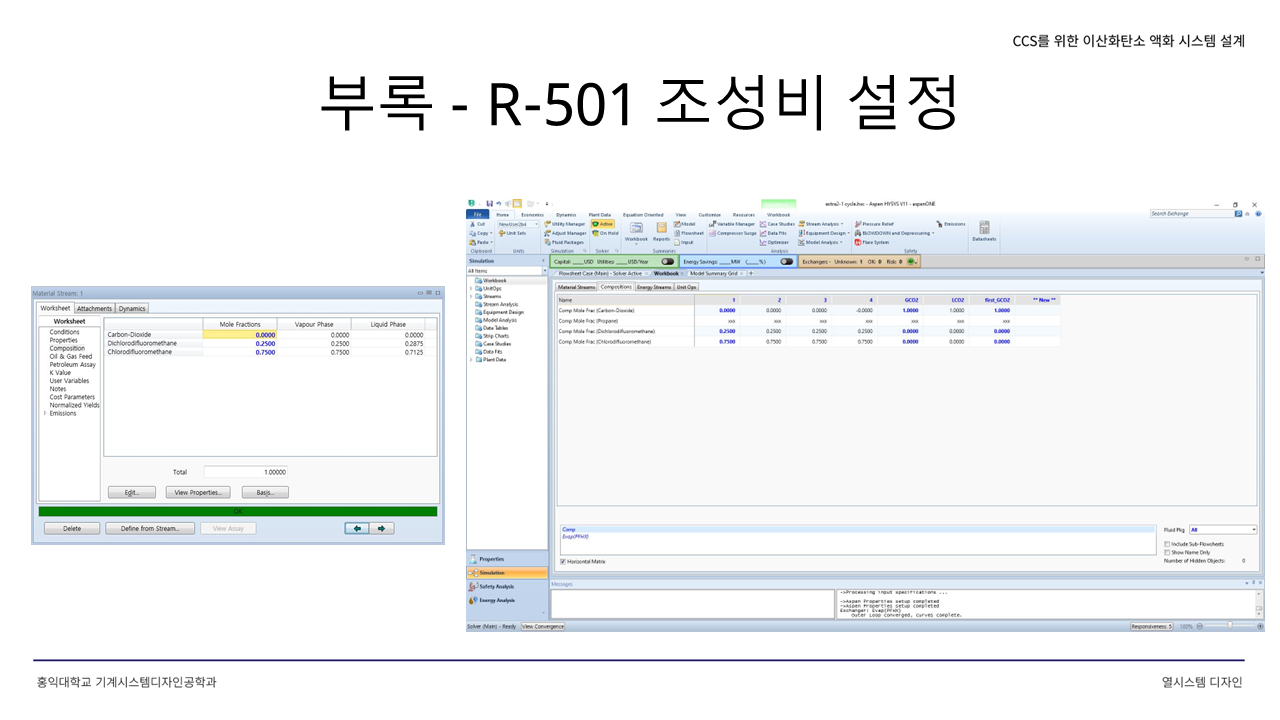 CCS를 위한 이산화탄소 액화 시스템 설계
부록 - R-501 조성비 설정
Material Stream: 1
Worksheet Attachments Dynamics
Worksheet
Conditions
Properties
Composition
Oil & Gas Feed
Petroleum Assay
K Value
User Variables
Notes
Cost Parameters
Normalized Yields
Emissions
Mole Fractions Vapour Phase Liquid Phase
Carbon-Dioxide 0.0000 0.0000 0.0000
Dichlorodifluoromethane 0.2500 0.2500 0.2875
Chlorodifluoromethane 0.7500 0.7500 0.7125
Total 1.00000
Edit... View Properties... Basis...
OK
Delete Define from Stream... View Assay
extra2-1-cycle.hsc - Aspen HYSYS V11 - aspenONE
File Home Economics Dynamics Plant Data Equation Oriented View Customize Resources Workbook
Search Exchange
Cut
Copy
Paste
Clipboard
Unit Sets
Units
Utility Manager
Adjust Manager
Fluid Packages
Simulation
Active
On Hold
Solver
Workbook Reports
Model
Flowsheet
Input
Summaries
Variable Manager
Compressor Surge
Case Studies
Data Fits
Optimizer
Stream Analysis
Equipment Design
Model Analysis
Analysis
Pressure Relief
BLOWDOWN and Depressuring
Flare System
Safety
Emissions
Datasheets
Simulation
All Items
Workbook
UnitOps
Streams
Stream Analysis
Equipment Design
Model Analysis
Data Tables
Strip Charts
Case Studies
Data Fits
Plant Data
Capital: ____USD Utilities: ____USD/Year
Energy Savings: ____MW (____%)
Exchangers - Unknown: 1 OK: 0 Risk: 0
Flowsheet Case (Main) - Solver Active Workbook Model Summary Grid
Material Streams Compositions Energy Streams Unit Ops
Name 1 2 3 4 GCO2 LCO2 first_GCO2 ** New **
Comp Mole Frac (Carbon-Dioxide) 0.0000 0.0000 0.0000 -0.0000 1.0000 1.0000 1.0000
Comp Mole Frac (Propane) xxx xxx xxx xxx xxx xxx xxx
Comp Mole Frac (Dichlorodifluoromethane) 0.2500 0.2500 0.2500 0.2500 0.0000 0.0000 0.0000
Comp Mole Frac (Chlorodifluoromethane) 0.7500 0.7500 0.7500 0.7500 0.0000 0.0000 0.0000
Comp
Evap(PFHX)
Horizontal Matrix
Fluid Pkg All
Include Sub-Flowsheets
Show Name Only
Number of Hidden Objects: 0
Properties
Simulation
Safety Analysis
Energy Analysis
Messages
->Processing input specifications ...
->Aspen Properties setup completed
->Aspen Properties setup completed
Exchanger: Evap(PFHX)
Outer Loop converged, Curves complete.
Solver (Main) - Ready View Convergence
Responsiveness: 5 100%
홍익대학교 기계시스템디자인공학과
열시스템 디자인